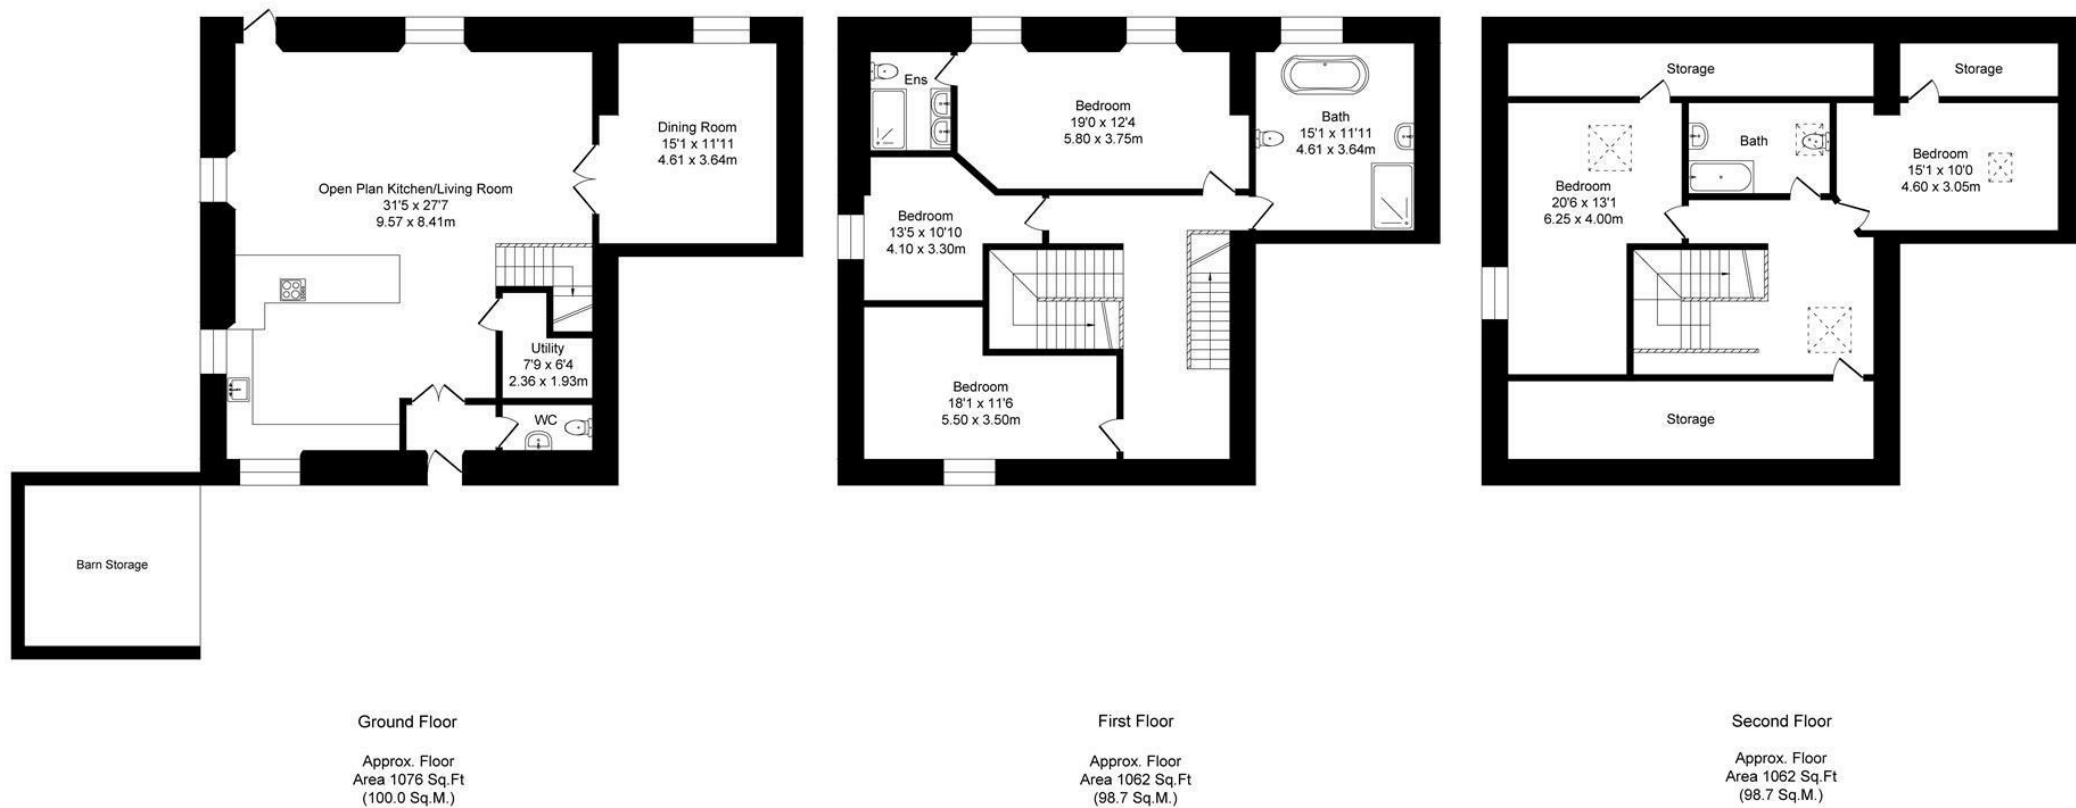 Dining Room
15'1 x 11'11
4.61 x 3.64m
Open Plan Kitchen/Living Room
31'5 x 27'7
9.57 x 8.41m
Utility
7'9 x 6'4
2.36 x 1.93m
WC
Barn Storage
Ground Floor
Approx. Floor
Area 1076 Sq.Ft
(100.0 Sq.M.)
Ens
Bedroom
19'0 x 12'4
5.80 x 3.75m
Bath
15'1 x 11'11
4.61 x 3.64m
Bedroom
13'5 x 10'10
4.10 x 3.30m
Bedroom
18'1 x 11'6
5.50 x 3.50m
First Floor
Approx. Floor
Area 1062 Sq.Ft
(98.7 Sq.M.)
Storage
Storage
Bath
Bedroom
15'1 x 10'0
4.60 x 3.05m
Bedroom
20'6 x 13'1
6.25 x 4.00m
Storage
Second Floor
Approx. Floor
Area 1062 Sq.Ft
(98.7 Sq.M.)